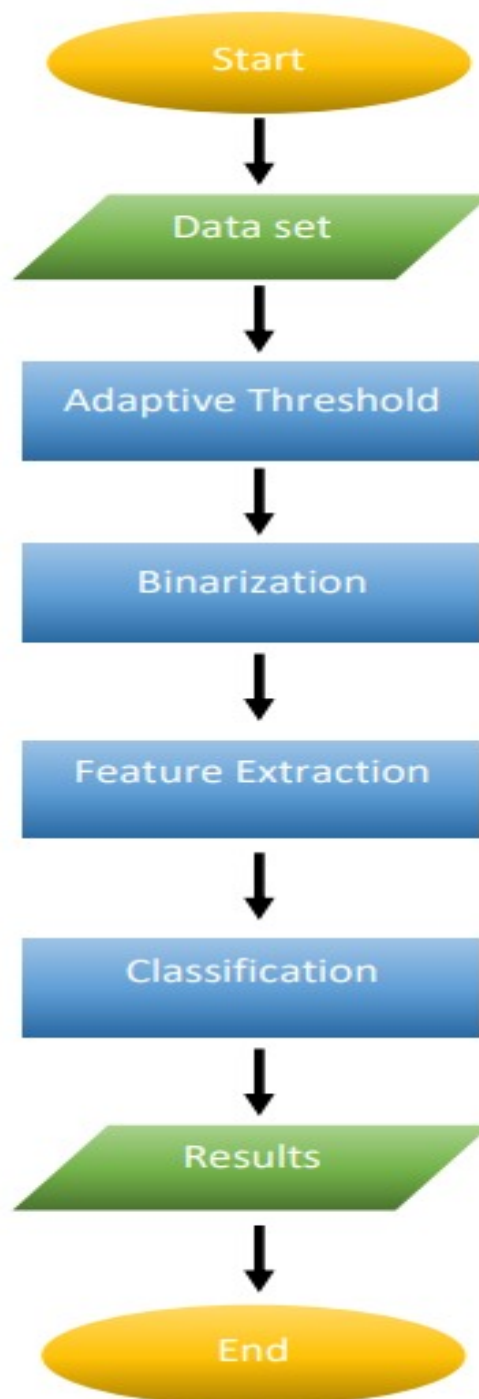 Start
Data set
Adaptive Threshold
Binarization
Feature Extraction
Classification
Results
End